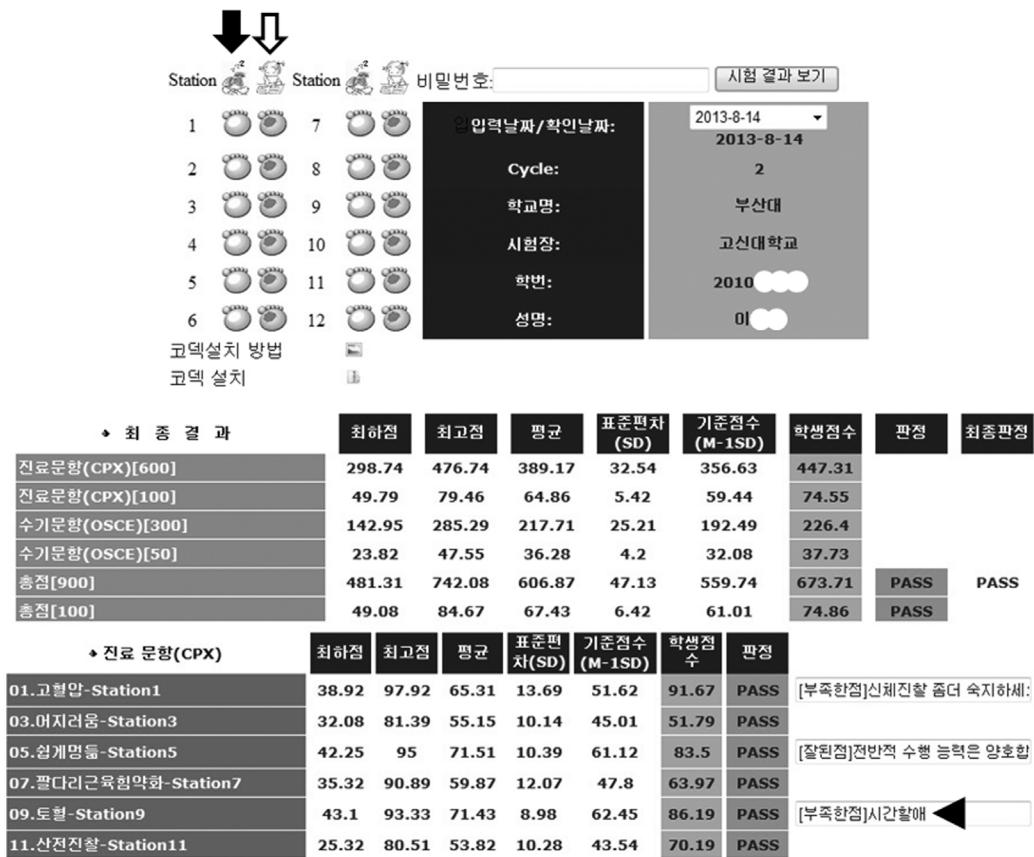 Station Station 비밀번호: 시험 결과 보기
1 7 입력날짜/확인날짜: 2013-8-14
2013-8-14
2 8 Cycle: 2
3 9 학교명: 부산대
4 10 시험장: 고신대학교
5 11 학번: 2010
6 12 성명: 이
코덱설치 방법
코덱 설치
최 종 결 과 최하점 최고점 평균 표준편차(SD) 기준점수(M-1SD) 학생점수 판정 최종판정
진료문항(CPX)[600] 298.74 476.74 389.17 32.54 356.63 447.31
진료문항(CPX)[100] 49.79 79.46 64.86 5.42 59.44 74.55
수기문항(OSCE)[300] 142.95 285.29 217.71 25.21 192.49 226.4
수기문항(OSCE)[50] 23.82 47.55 36.28 4.2 32.08 37.73
총점[900] 481.31 742.08 606.87 47.13 559.74 673.71 PASS PASS
총점[100] 49.08 84.67 67.43 6.42 61.01 74.86 PASS
진료 문항(CPX) 최하점 최고점 평균 표준편차(SD) 기준점수(M-1SD) 학생점수 판정
01.고혈압-Station1 38.92 97.92 65.31 13.69 51.62 91.67 PASS [부족한점]신체진찰 좀더 숙지하세:
03.어지러움-Station3 32.08 81.39 55.15 10.14 45.01 51.79 PASS
05.쉽게멍듦-Station5 42.25 95 71.51 10.39 61.12 83.5 PASS [잘된점]전반적 수행 능력은 양호합
07.팔다리근육힘약화-Station7 35.32 90.89 59.87 12.07 47.8 63.97 PASS
09.토혈-Station9 43.1 93.33 71.43 8.98 62.45 86.19 PASS [부족한점]시간할애
11.산전진찰-Station11 25.32 80.51 53.82 10.28 43.54 70.19 PASS